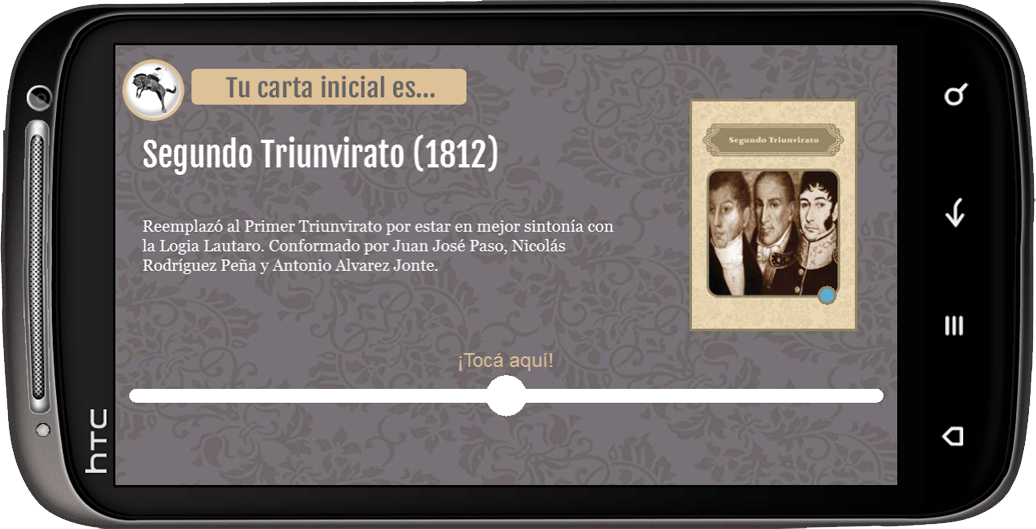 Tu carta inicial es...
Segundo Triunvirato (1812)
Segundo Triunvirato
Reemplazó al Primer Triunvirato por estar en mejor sintonía con
la Logia Lautaro. Conformado por Juan José Paso, Nicolás
Rodríguez Peña y Antonio Alvarez Jonte.
¡Tocá aquí!
hTC